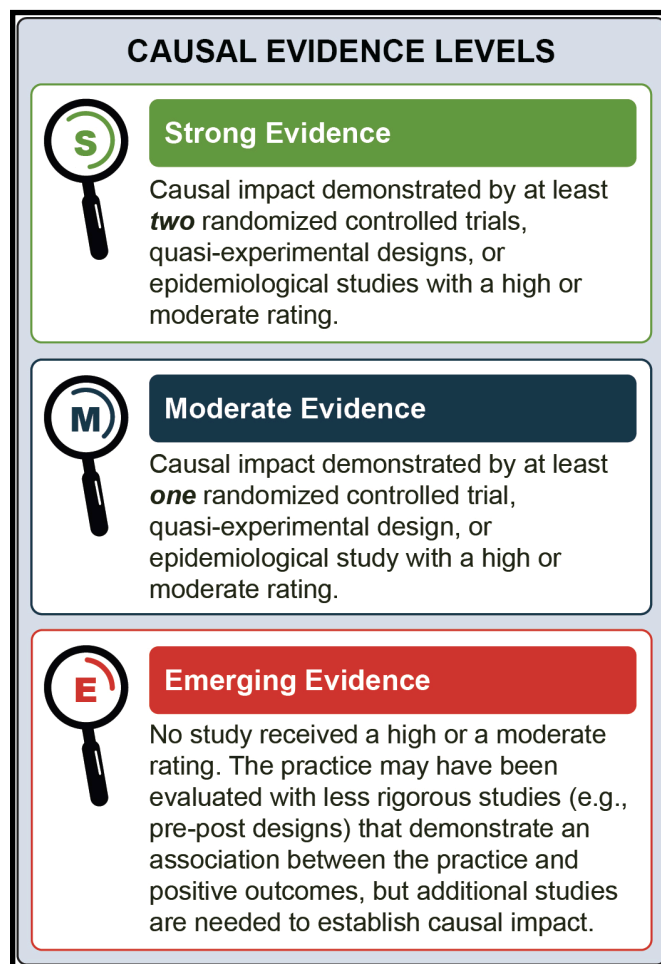 CAUSAL EVIDENCE LEVELS
S
Strong Evidence
Causal impact demonstrated by at least
two randomized controlled trials,
quasi-experimental designs, or
epidemiological studies with a high or
moderate rating.
M
Moderate Evidence
Causal impact demonstrated by at least
one randomized controlled trial,
quasi-experimental design, or
epidemiological study with a high or
moderate rating.
E
Emerging Evidence
No study received a high or a moderate
rating. The practice may have been
evaluated with less rigorous studies (e.g.,
pre-post designs) that demonstrate an
association between the practice and
positive outcomes, but additional studies
are needed to establish causal impact.